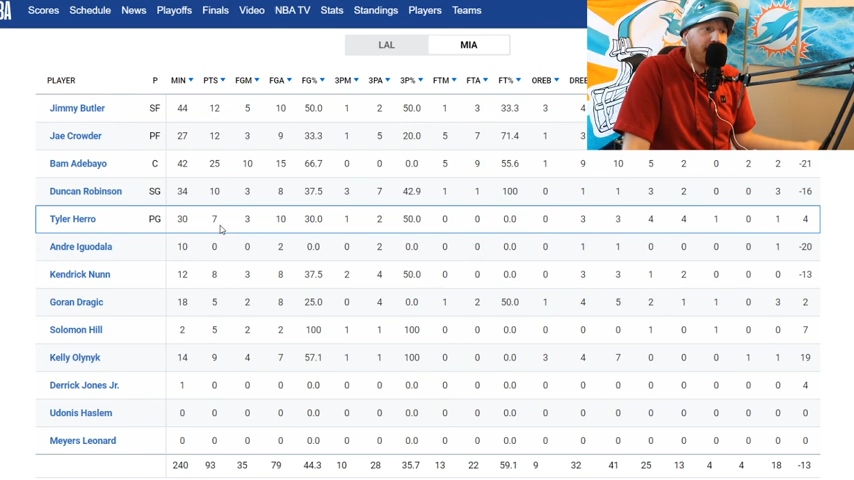 BA Scores Schedule News Playoffs Finals Video NBA TV Stats Standings Players Teams
LAL MIA
PLAYER P MIN PTS FGM FGA FG% 3PM 3PA 3P% FTM FTA FT% OREB DREB
Jimmy Butler SF 44 12 5 10 50.0 1 2 50.0 1 3 33.3 3 4
Jae Crowder PF 27 12 3 9 33.3 1 5 20.0 5 7 71.4 1 3
Bam Adebayo C 42 25 10 15 66.7 0 0 0.0 5 9 55.6 1 9 10 5 2 0 2 2 -21
Duncan Robinson SG 34 10 3 8 37.5 3 7 42.9 1 1 100 0 1 1 3 2 0 0 3 -16
Tyler Herro PG 30 7 3 10 30.0 1 2 50.0 0 0 0.0 0 3 3 4 4 1 0 1 4
Andre Iguodala 10 0 0 2 0.0 0 2 0.0 0 0 0.0 0 1 1 0 0 0 0 1 -20
Kendrick Nunn 12 8 3 8 37.5 2 4 50.0 0 0 0.0 0 3 3 1 2 0 0 0 -13
Goran Dragic 18 5 2 8 25.0 0 4 0.0 1 2 50.0 1 4 5 2 1 1 0 3 2
Solomon Hill 2 5 2 2 100 1 1 100 0 0 0.0 0 0 0 1 0 1 0 0 7
Kelly Olynyk 14 9 4 7 57.1 1 1 100 0 0 0.0 3 4 7 0 0 0 1 1 19
Derrick Jones Jr. 1 0 0 0 0.0 0 0 0.0 0 0 0.0 0 0 0 0 0 0 0 0 4
Udonis Haslem 0 0 0 0 0.0 0 0 0.0 0 0 0.0 0 0 0 0 0 0 0 0 0
Meyers Leonard 0 0 0 0 0.0 0 0 0.0 0 0 0.0 0 0 0 0 0 0 0 0 0
240 93 35 79 44.3 10 28 35.7 13 22 59.1 9 32 41 25 13 4 4 18 -13